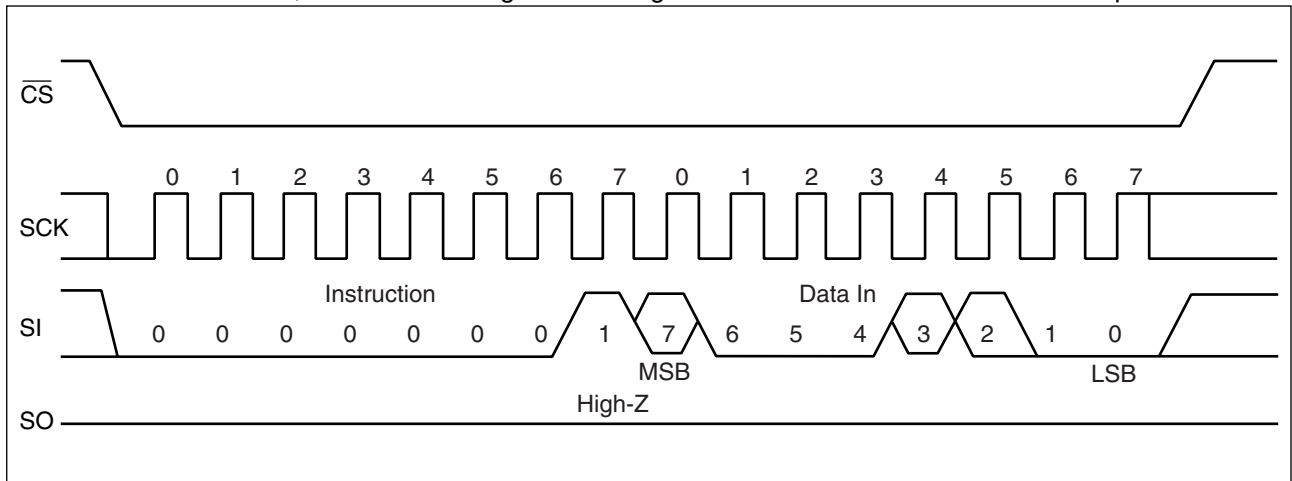 CS
0 1 2 3 4 5 6 7 0 1 2 3 4 5 6 7
SCK
Instruction Data In
SI 0 0 0 0 0 0 0 1 7 6 5 4 3 2 1 0
MSB LSB
High-Z
SO